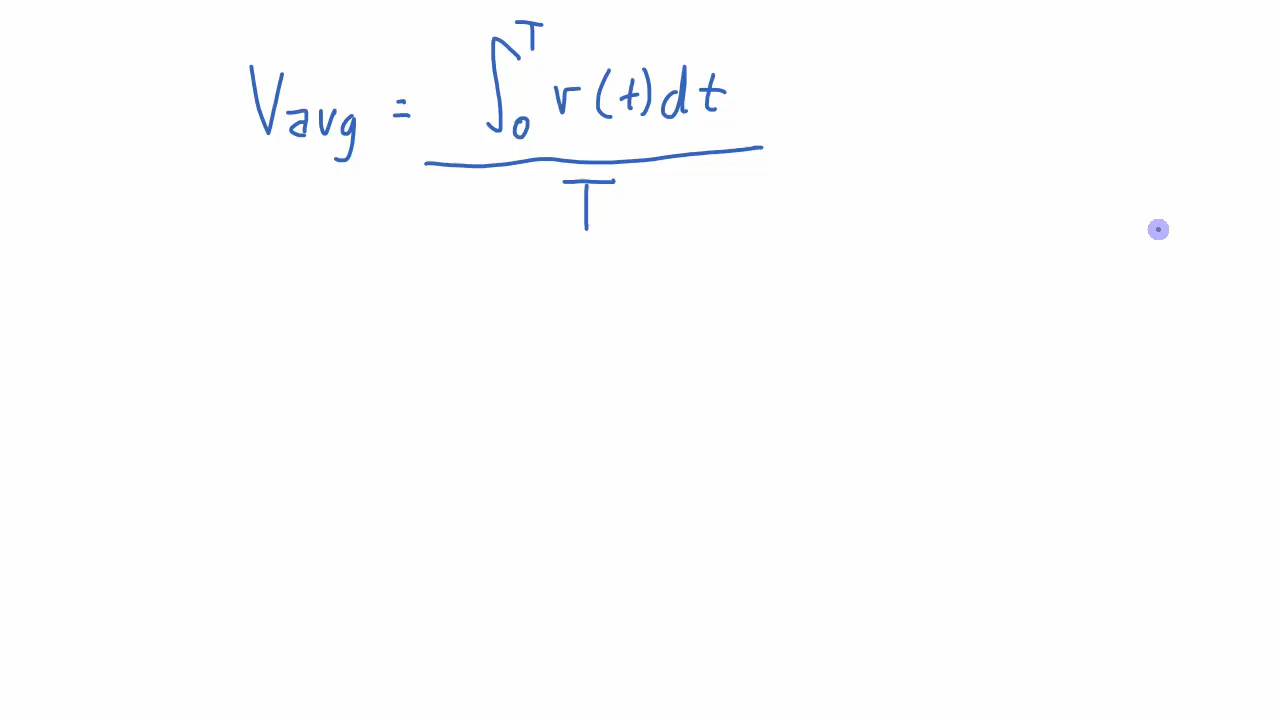 Vavg = ∫₀ᵀ v(t)dt
T